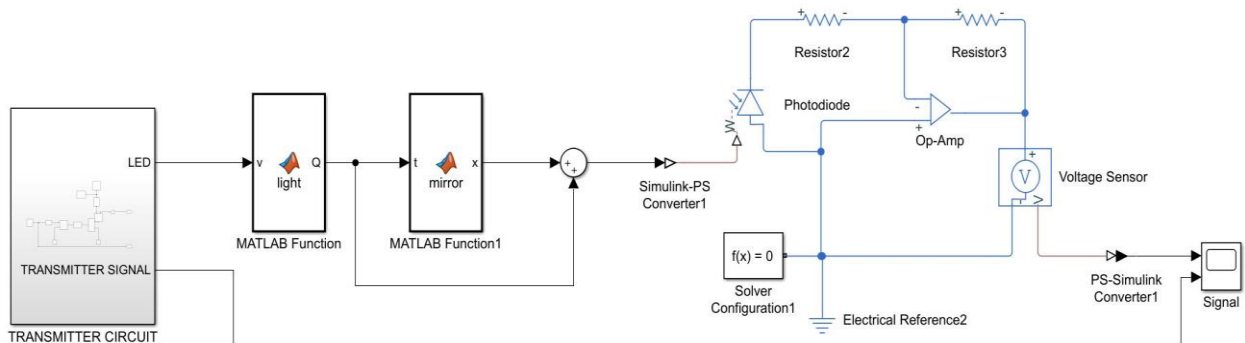 + - + -
Resistor2 Resistor3
Photodiode
-
+
Op-Amp
W
LED
v light Q
t mirror x
+
+
MATLAB Function
MATLAB Function1
Simulink-PS
Converter1
+
V
-
V
Voltage Sensor
TRANSMITTER SIGNAL
f(x) = 0
Solver
Configuration1
PS-Simulink
Converter1
Signal
Electrical Reference2
TRANSMITTER CIRCUIT